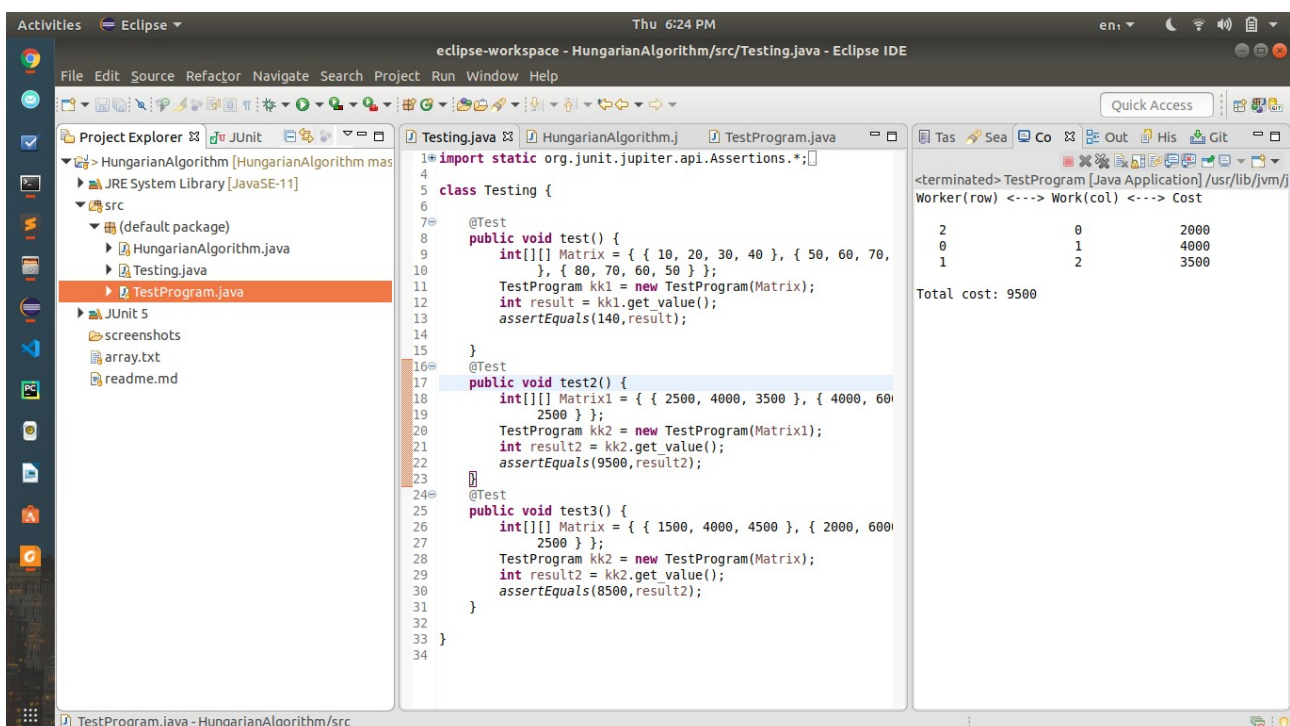 Activities Eclipse Thu 6:24 PM en₁
eclipse-workspace - HungarianAlgorithm/src/Testing.java - Eclipse IDE
File Edit Source Refactor Navigate Search Project Run Window Help
Quick Access
Project Explorer JUnit
> HungarianAlgorithm [HungarianAlgorithm mas
JRE System Library [JavaSE-11]
src
(default package)
HungarianAlgorithm.java
Testing.java
TestProgram.java
JUnit 5
screenshots
array.txt
readme.md
Testing.java HungarianAlgorithm.j TestProgram.java
1 import static org.junit.jupiter.api.Assertions.*;
4
5 class Testing {
6
7 @Test
8 public void test() {
9 int[][] Matrix = { { 10, 20, 30, 40 }, { 50, 60, 70,
10 }, { 80, 70, 60, 50 } };
11 TestProgram kk1 = new TestProgram(Matrix);
12 int result = kk1.get_value();
13 assertEquals(140,result);
14
15 }
16 @Test
17 public void test2() {
18 int[][] Matrix1 = { { 2500, 4000, 3500 }, { 4000, 60
19 2500 } };
20 TestProgram kk2 = new TestProgram(Matrix1);
21 int result2 = kk2.get_value();
22 assertEquals(9500,result2);
23 }
24 @Test
25 public void test3() {
26 int[][] Matrix = { { 1500, 4000, 4500 }, { 2000, 600
27 2500 } };
28 TestProgram kk2 = new TestProgram(Matrix);
29 int result2 = kk2.get_value();
30 assertEquals(8500,result2);
31 }
32
33 }
34
Tas Sea Co Out His Git
<terminated> TestProgram [Java Application] /usr/lib/jvm/j
Worker(row) <---> Work(col) <---> Cost
2 0 2000
0 1 4000
1 2 3500
Total cost: 9500
TestProgram.java - HungarianAlgorithm/src